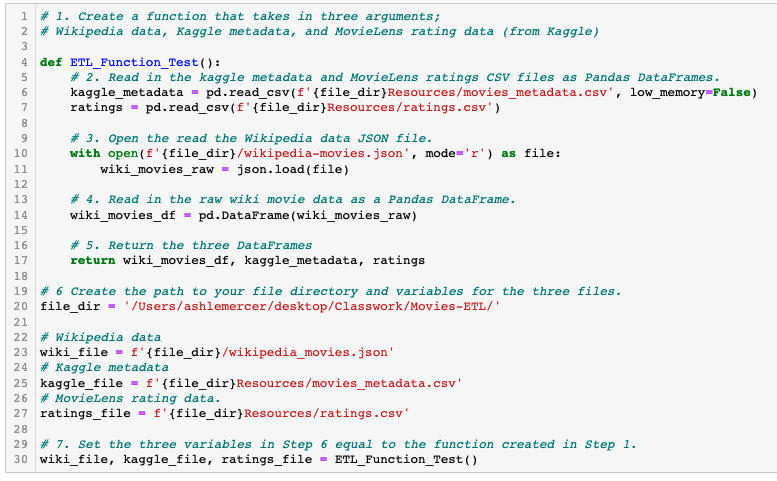 1 # 1. Create a function that takes in three arguments;
2 # Wikipedia data, Kaggle metadata, and MovieLens rating data (from Kaggle)
3
4 def ETL_Function_Test():
5     # 2. Read in the kaggle metadata and MovieLens ratings CSV files as Pandas DataFrames.
6     kaggle_metadata = pd.read_csv(f'{file_dir}Resources/movies_metadata.csv', low_memory=False)
7     ratings = pd.read_csv(f'{file_dir}Resources/ratings.csv')
8
9     # 3. Open the read the Wikipedia data JSON file.
10     with open(f'{file_dir}/wikipedia-movies.json', mode='r') as file:
11         wiki_movies_raw = json.load(file)
12
13     # 4. Read in the raw wiki movie data as a Pandas DataFrame.
14     wiki_movies_df = pd.DataFrame(wiki_movies_raw)
15
16     # 5. Return the three DataFrames
17     return wiki_movies_df, kaggle_metadata, ratings
18
19 # 6 Create the path to your file directory and variables for the three files.
20 file_dir = '/Users/ashlemercer/desktop/Classwork/Movies-ETL/'
21
22 # Wikipedia data
23 wiki_file = f'{file_dir}/wikipedia_movies.json'
24 # Kaggle metadata
25 kaggle_file = f'{file_dir}Resources/movies_metadata.csv'
26 # MovieLens rating data.
27 ratings_file = f'{file_dir}Resources/ratings.csv'
28
29 # 7. Set the three variables in Step 6 equal to the function created in Step 1.
30 wiki_file, kaggle_file, ratings_file = ETL_Function_Test()